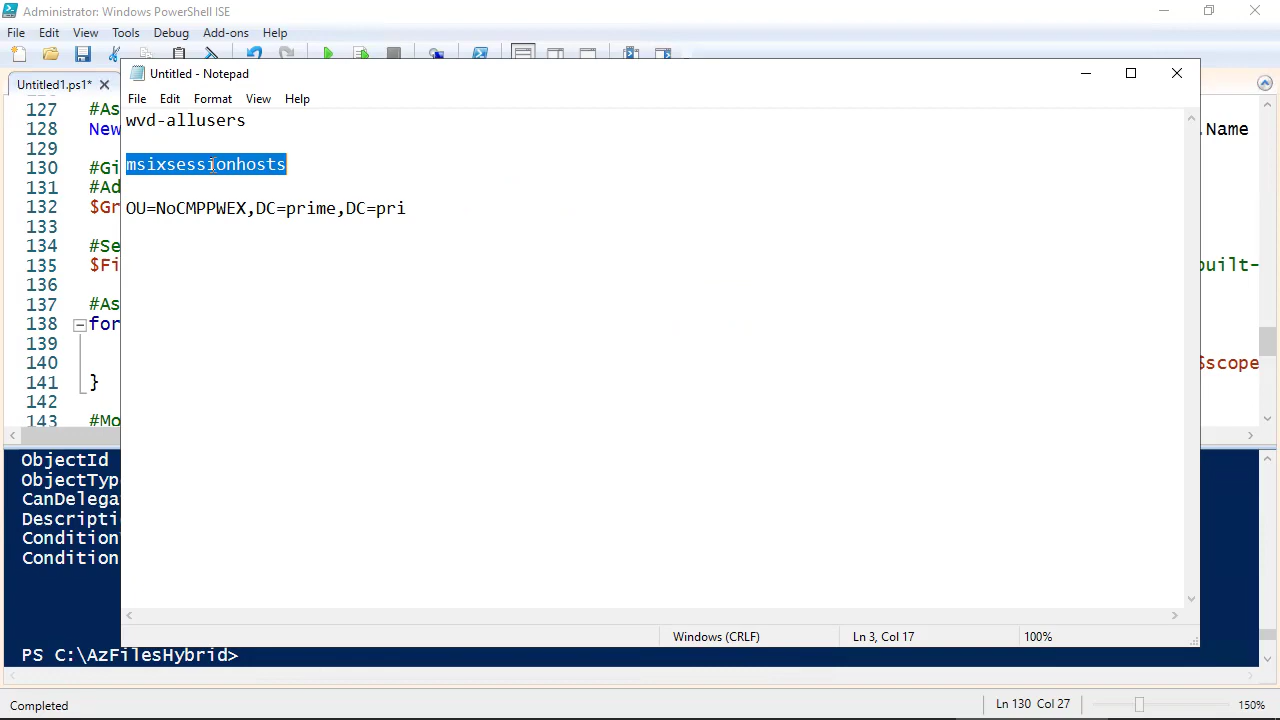 Administrator: Windows PowerShell ISE
File Edit View Tools Debug Add-ons Help
Untitled1.ps1*
Untitled - Notepad
File Edit Format View Help
wvd-allusers
msixsessionhosts
OU=NoCMPPWEX,DC=prime,DC=pri
127 #As
128 New .Name
129
130 #Gi
131 #Ad
132 $Gr
133
134 #Se
135 $Fi built-
136
137 #As
138 for
139
140 $scope
141 }
142
143 #Mo
ObjectId
ObjectTyp
CanDelega
Descripti
Condition
Condition
PS C:\AzFilesHybrid>
Windows (CRLF) Ln 3, Col 17 100%
Completed Ln 130 Col 27 150%